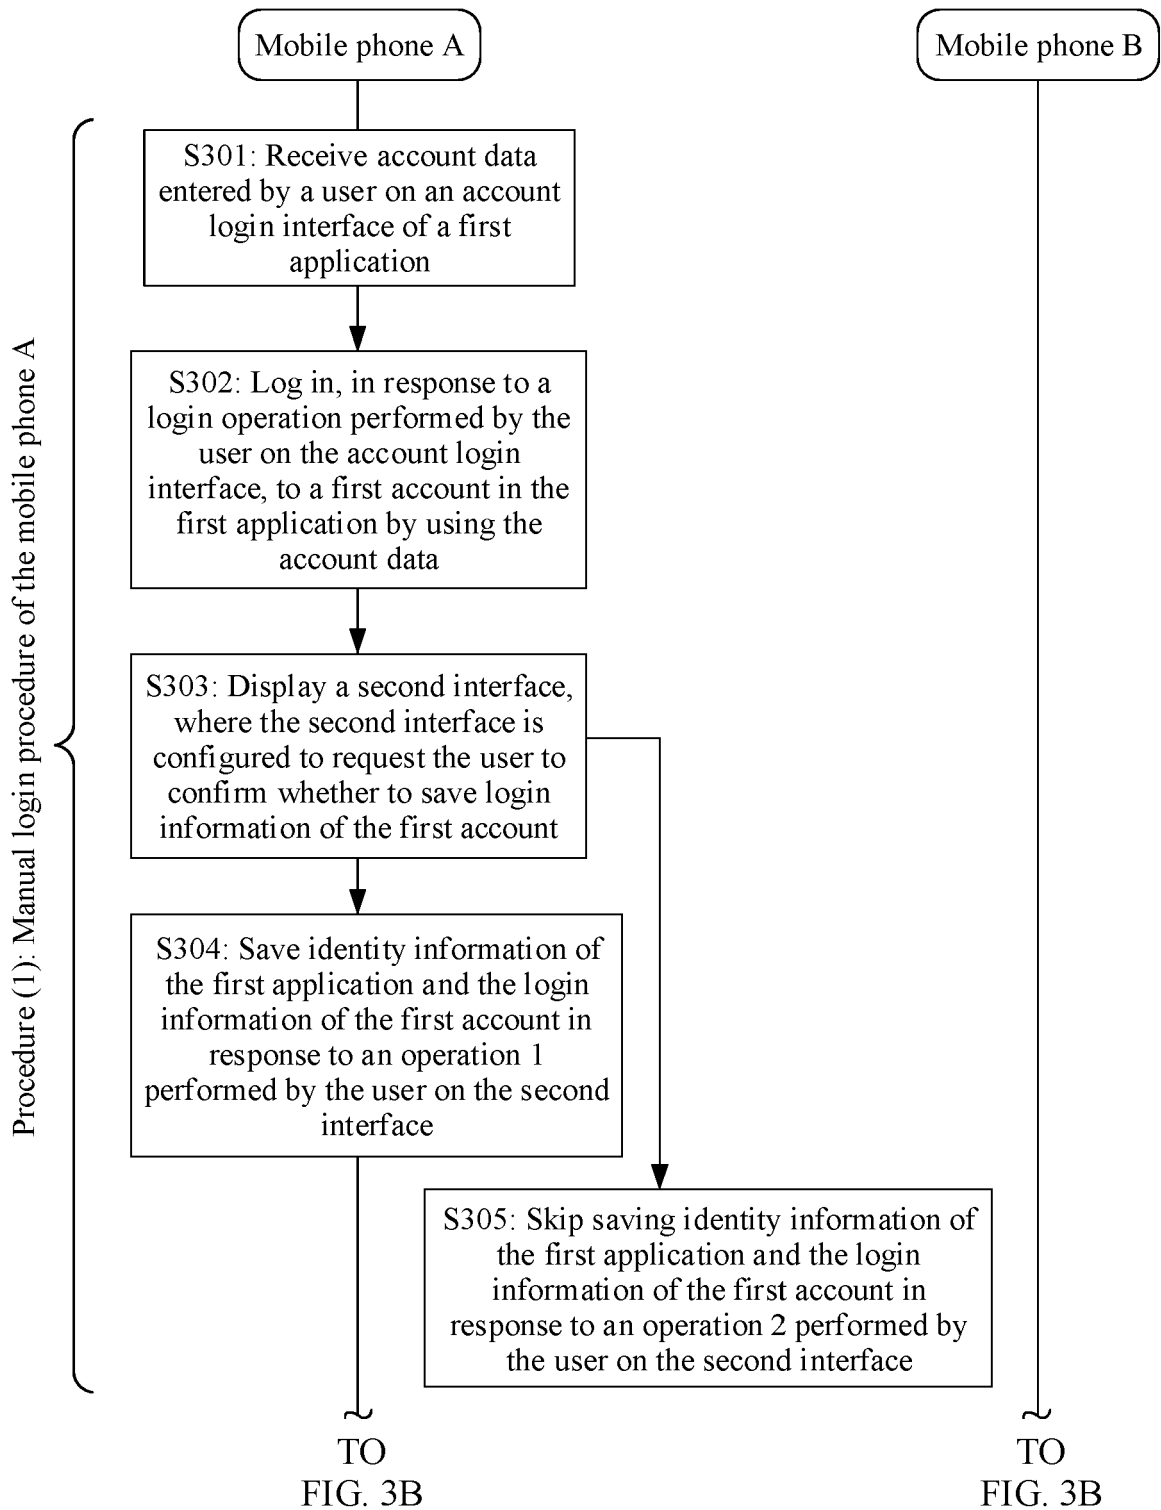 Mobile phone A
Mobile phone B
Procedure (1): Manual login procedure of the mobile phone A
S301: Receive account data
entered by a user on an account
login interface of a first
application
S302: Log in, in response to a
login operation performed by the
user on the account login
interface, to a first account in the
first application by using the
account data
S303: Display a second interface,
where the second interface is
configured to request the user to
confirm whether to save login
information of the first account
S304: Save identity information of
the first application and the login
information of the first account in
response to an operation 1
performed by the user on the second
interface
S305: Skip saving identity information of
the first application and the login
information of the first account in
response to an operation 2 performed by
the user on the second interface
TO
FIG. 3B
TO
FIG. 3B